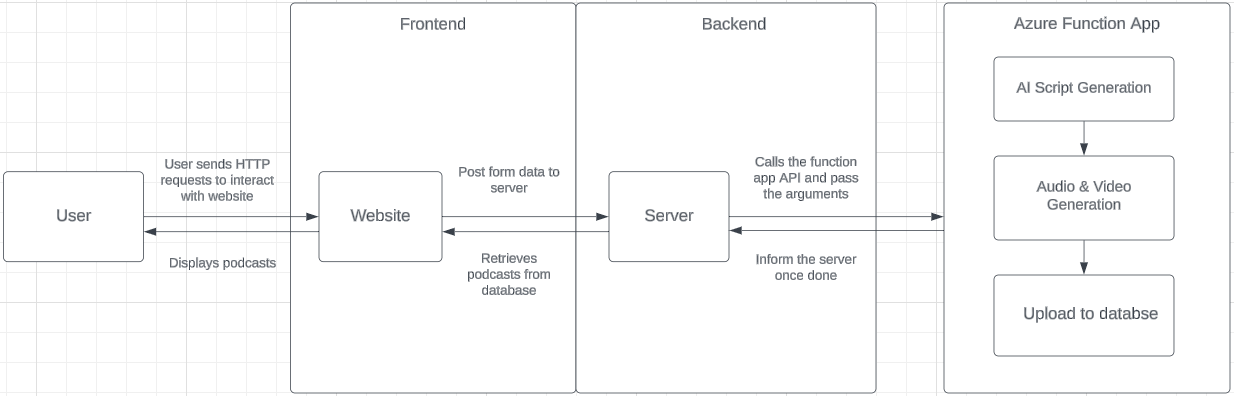 Frontend
Backend
Azure Function App
AI Script Generation
User sends HTTP
requests to interact
with website
Post form data to
server
Calls the function
app API and pass
the arguments
Audio & Video
Generation
User
Website
Server
Displays podcasts
Retrieves
podcasts from
database
Inform the server
once done
Upload to databse